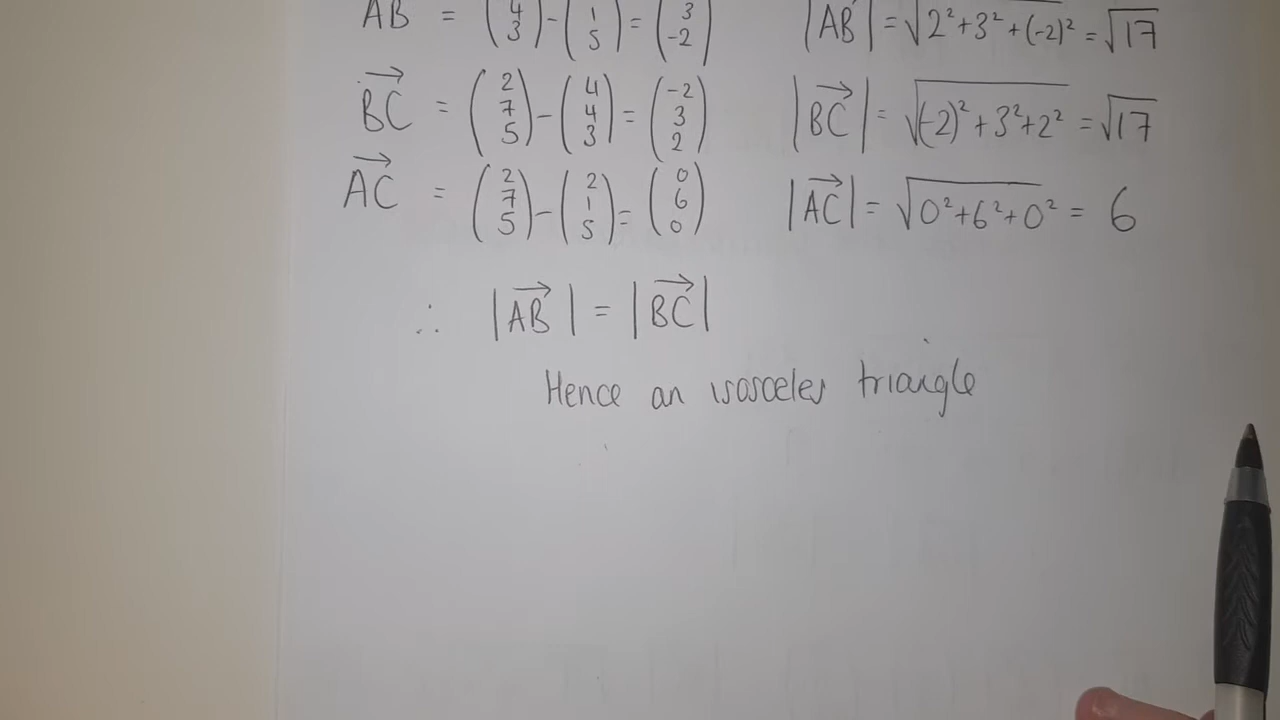 AB = (4 3) - (1 5) = (3 -2) |AB| = √2²+3²+(-2)² = √17
BC = (2 7 5) - (4 4 3) = (-2 3 2) |BC| = √(-2)²+3²+2² = √17
AC = (2 7 5) - (2 1 5) = (0 6 0) |AC| = √0²+6²+0² = 6
∴ |AB| = |BC|
Hence an isosceles triangle